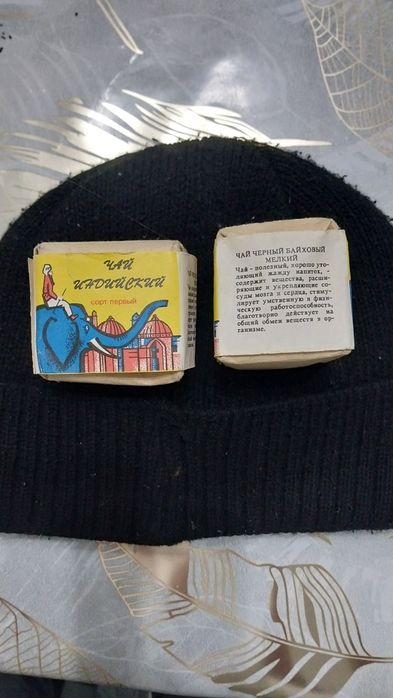 ЧАЙ
ИНДИЙСКИЙ
сорт первый
ЧАЙ ЧЕРНЫЙ БАЙХОВЫЙ
МЕЛКИЙ
Чай - полезный, хорошо уто-
ляющий жажду напиток, -
содержит вещества, расши-
ряющие и укрепляющие со-
суды мозга и сердца, стиму-
лирует умственную и физи-
ческую работоспособность,
благотворно действует на
общий обмен веществ в ор-
ганизме.